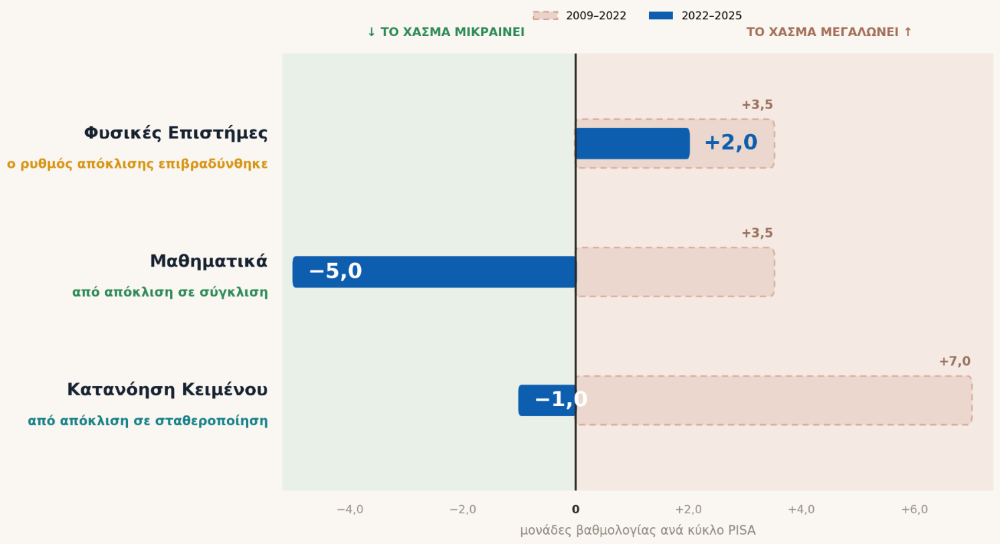 2009–2022
2022–2025
↓ ΤΟ ΧΑΣΜΑ ΜΙΚΡΑΙΝΕΙ
ΤΟ ΧΑΣΜΑ ΜΕΓΑΛΩΝΕΙ ↑
+3,5
Φυσικές Επιστήμες
+2,0
ο ρυθμός απόκλισης επιβραδύνθηκε
+3,5
Μαθηματικά
−5,0
από απόκλιση σε σύγκλιση
+7,0
Κατανόηση Κειμένου
−1,0
από απόκλιση σε σταθεροποίηση
−4,0
−2,0
0
+2,0
+4,0
+6,0
μονάδες βαθμολογίας ανά κύκλο PISA